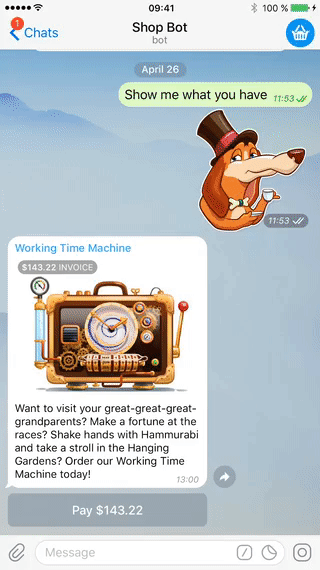 09:41
100 %
1
Chats
Shop Bot
bot
April 26
Show me what you have 11:53
11:53
Working Time Machine
$143.22 INVOICE
Want to visit your great-great-great-
grandparents? Make a fortune at the
races? Shake hands with Hammurabi
and take a stroll in the Hanging
Gardens? Order our Working Time
Machine today!
13:00
Pay $143.22
Message